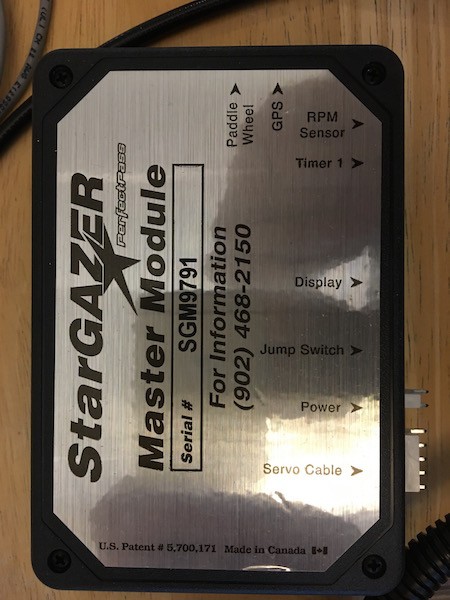 StarGAZER
PerfectPass
Master Module
Serial # SGM9791
For Information
(902) 468-2150
Paddle
Wheel
GPS
RPM
Sensor
Timer 1
Display
Jump Switch
Power
Servo Cable
U.S. Patent # 5,700,171 Made in Canada